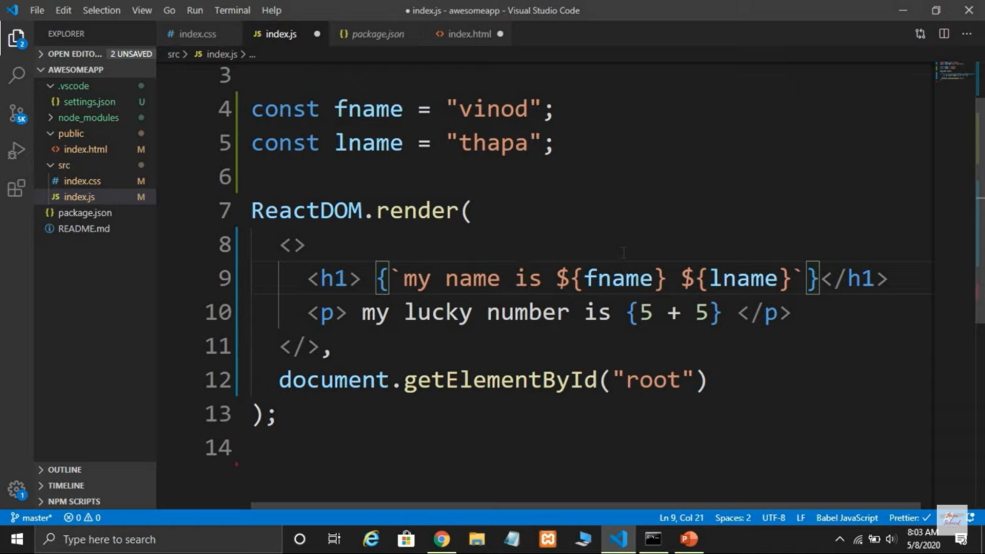 File Edit Selection View Go Run Terminal Help
● index.js - awesomeapp - Visual Studio Code
EXPLORER
index.css
JS index.js ●
{} package.json
<> index.html ●
src > JS index.js > ...
OPEN EDITO... 2 UNSAVED
AWESOMEAPP
.vscode
settings.json U
node_modules
public
index.html M
src
index.css M
JS index.js M
package.json
README.md
OUTLINE
TIMELINE
NPM SCRIPTS
2
5K
1
3
4 const fname = "vinod";
5 const lname = "thapa";
6
7 ReactDOM.render(
8 <>
9 <h1> {`my name is ${fname} ${lname}`}</h1>
10 <p> my lucky number is {5 + 5} </p>
11 </>,
12 document.getElementById("root")
13 );
14
master* 0 0
Ln 9, Col 21 Spaces: 2 UTF-8 LF Babel JavaScript Prettier: ✓
Type here to search
8:03 AM
5/8/2020